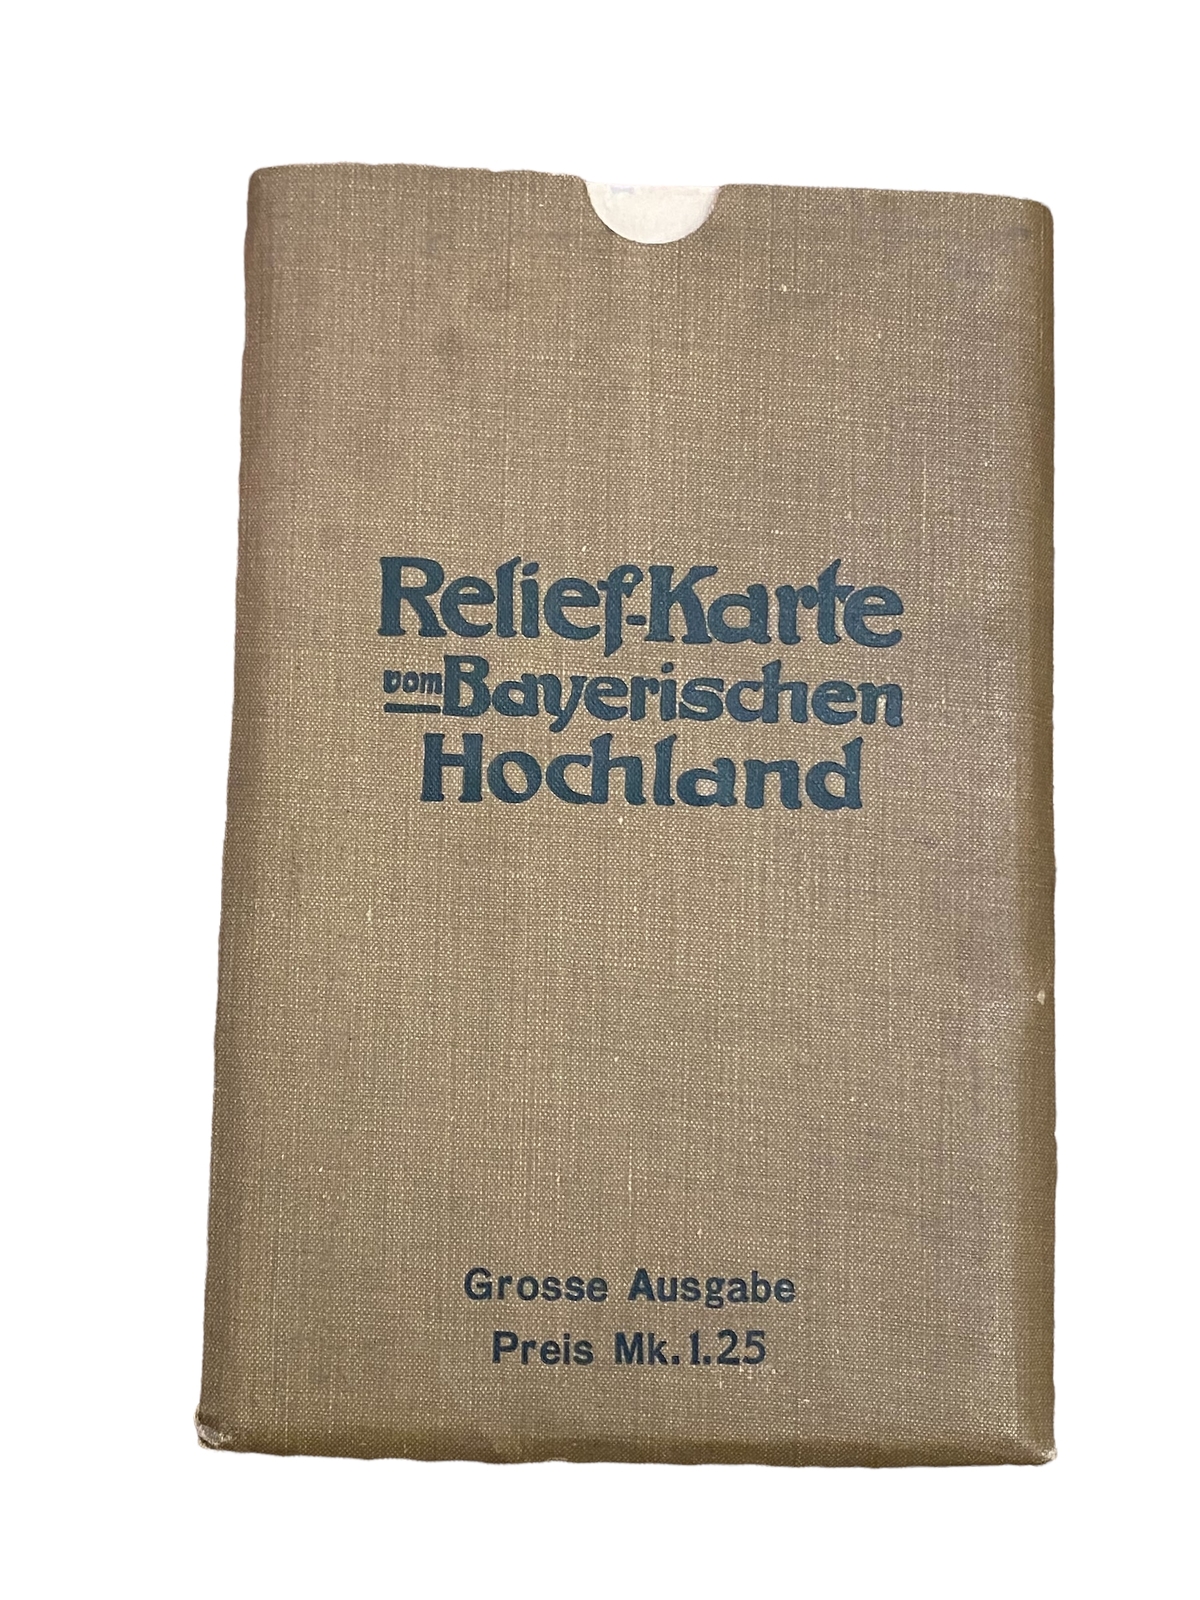 Relief-Karte
vom Bayerischen
Hochland
Grosse Ausgabe
Preis Mk. 1.25